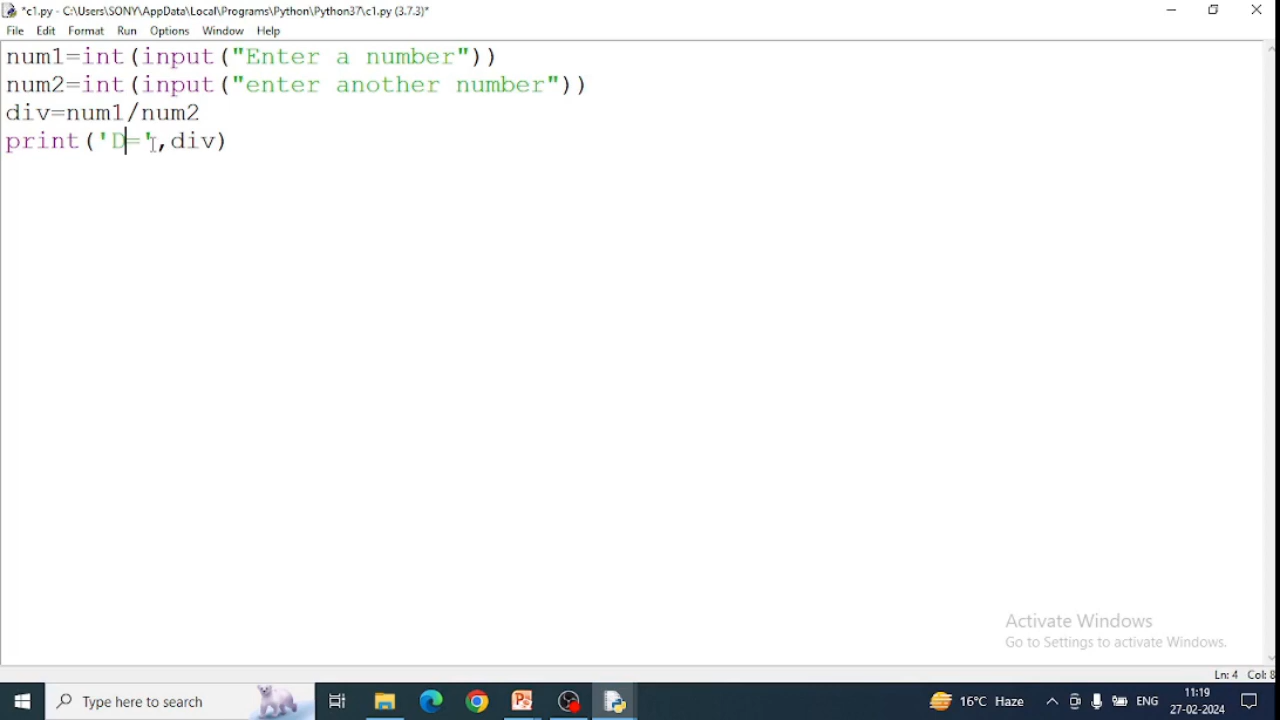 *c1.py - C:\Users\SONY\AppData\Local\Programs\Python\Python37\c1.py (3.7.3)*
File Edit Format Run Options Window Help
num1=int(input("Enter a number"))
num2=int(input("enter another number"))
div=num1/num2
print('D=',div)
Activate Windows
Go to Settings to activate Windows.
Ln: 4 Col: 8
Type here to search
16°C Haze
ENG
11:19
27-02-2024